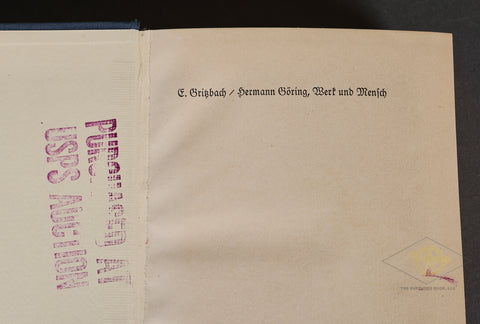 E. Gritzbach / Hermann Göring, Werk und Mensch
PURCHASED AT
USPS AUCTION